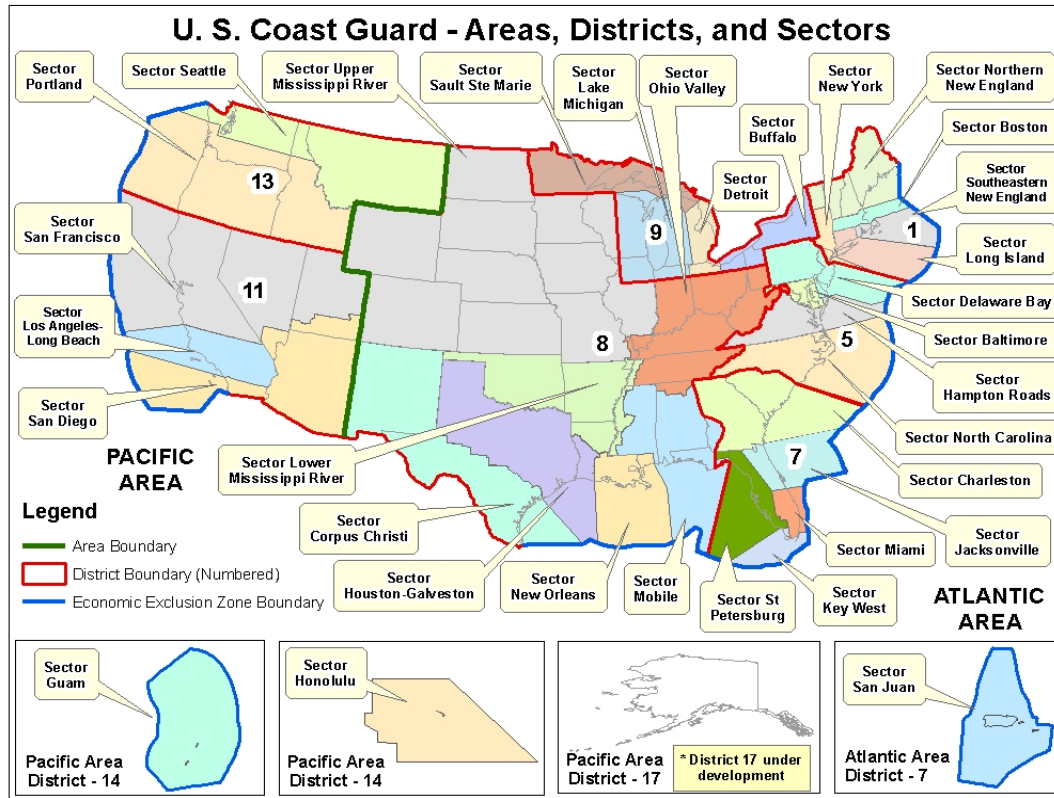 U. S. Coast Guard - Areas, Districts, and Sectors
Sector
Portland
Sector Seattle
Sector Upper
Mississippi River
Sector
Sault Ste Marie
Sector
Lake
Michigan
Sector
Ohio Valley
Sector
Buffalo
Sector
New York
Sector Northern
New England
Sector Boston
Sector
Southeastern
New England
Sector
Detroit
Sector
Long Island
Sector
San Francisco
13
9
1
11
8
5
7
Sector Delaware Bay
Sector Baltimore
Sector
Los Angeles-
Long Beach
Sector
Hampton Roads
Sector
San Diego
Sector North Carolina
PACIFIC
AREA
Sector Lower
Mississippi River
Sector Charleston
Legend
Area Boundary
District Boundary (Numbered)
Economic Exclusion Zone Boundary
Sector
Corpus Christi
Sector
Houston-Galveston
Sector
New Orleans
Sector
Mobile
Sector St
Petersburg
Sector
Key West
Sector Miami
Sector
Jacksonville
ATLANTIC
AREA
Sector
Guam
Pacific Area
District - 14
Sector
Honolulu
Pacific Area
District - 14
Pacific Area
District - 17
* District 17 under
development
Sector
San Juan
Atlantic Area
District - 7